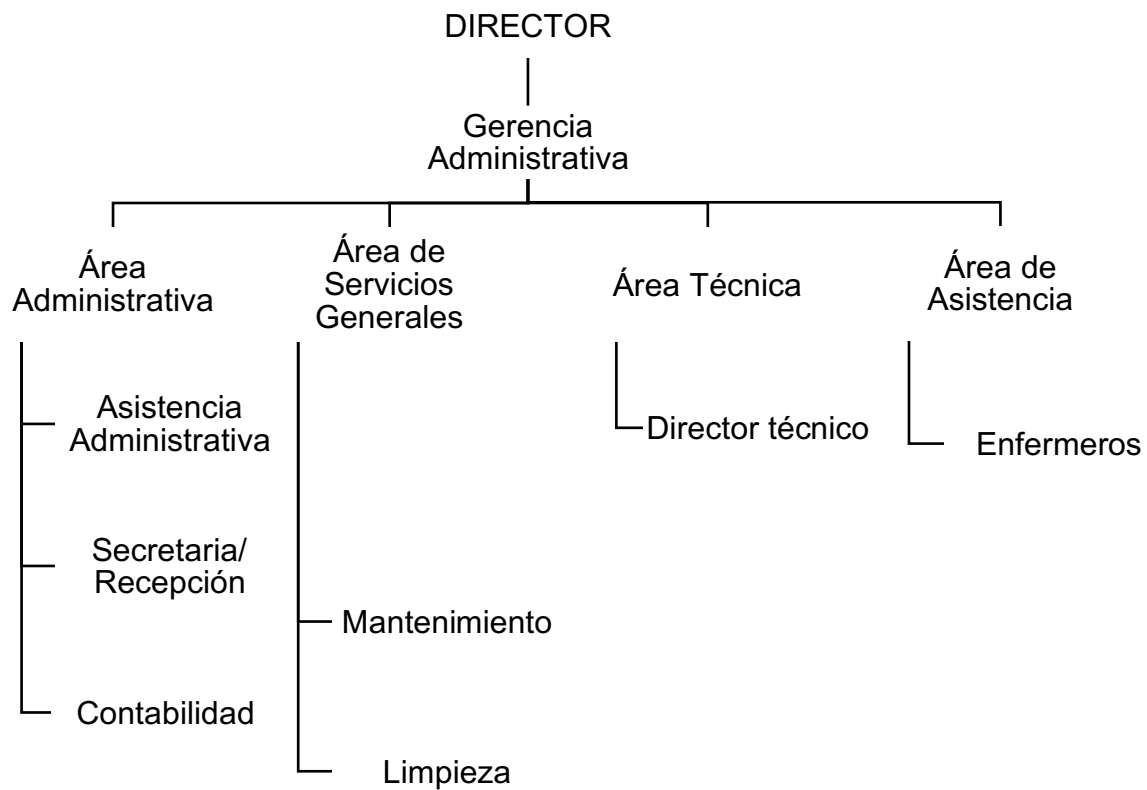 DIRECTOR
Gerencia
Administrativa
Área
Administrativa
Área de
Servicios
Generales
Área Técnica
Área de
Asistencia
Asistencia
Administrativa
Secretaria/
Recepción
Contabilidad
Mantenimiento
Limpieza
Director técnico
Enfermeros